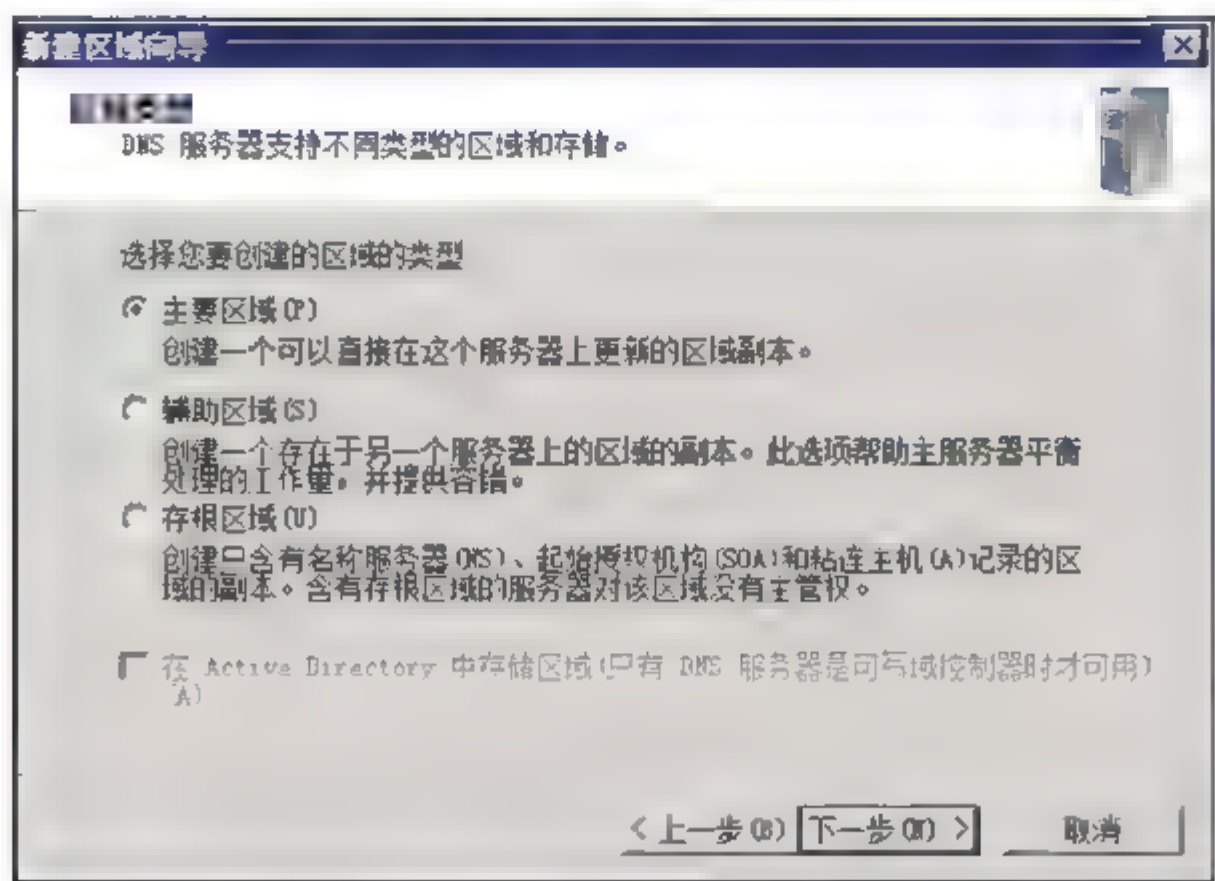 新建区域向导
区域类型
DNS 服务器支持不同类型的区域和存储。
选择您要创建的区域的类型
主要区域(P)
创建一个可以直接在这个服务器上更新的区域副本。
辅助区域(S)
创建一个存在于另一个服务器上的区域的副本。此选项帮助主服务器平衡
处理的工作量，并提供容错。
存根区域(U)
创建只含有名称服务器(NS)、起始授权机构(SOA)和粘连主机(A)记录的区
域的副本。含有存根区域的服务器对该区域没有主管权。
在 Active Directory 中存储区域(只有 DNS 服务器是可写域控制器时才可用)
(A)
< 上一步(B)
下一步(N) >
取消